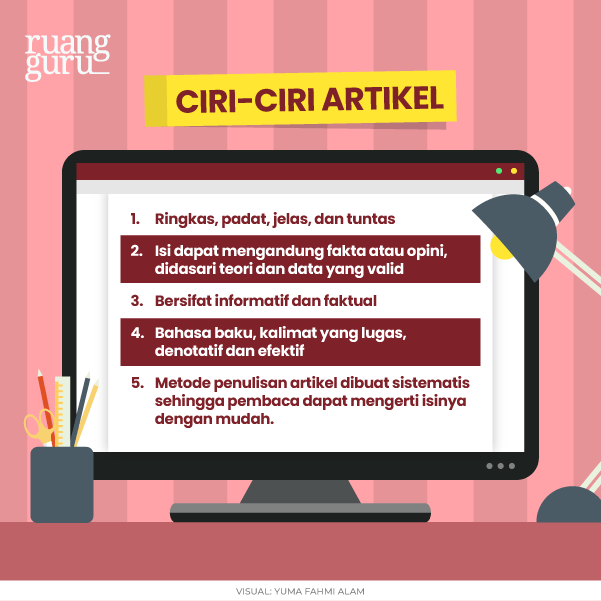 ruang
guru
CIRI-CIRI ARTIKEL
1. Ringkas, padat, jelas, dan tuntas
2. Isi dapat mengandung fakta atau opini,
didasari teori dan data yang valid
3. Bersifat informatif dan faktual
4. Bahasa baku, kalimat yang lugas,
denotatif dan efektif
5. Metode penulisan artikel dibuat sistematis
sehingga pembaca dapat mengerti isinya
dengan mudah.
VISUAL: YUMA FAHMI ALAM